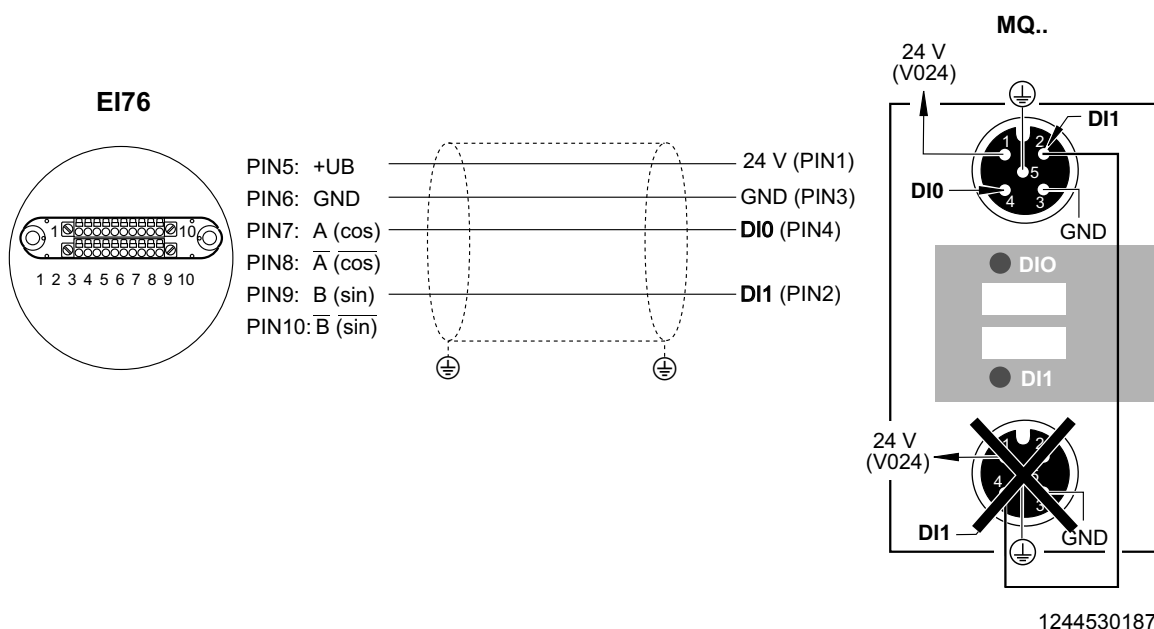 MQ..
24 V
(V024)
EI76
DI1
1 2
5
DI0
4 3
GND
PIN5: +UB
24 V (PIN1)
PIN6: GND
GND (PIN3)
PIN7: A (cos)
DI0 (PIN4)
PIN8: A̅ (c̅o̅s̅)
PIN9: B (sin)
DI1 (PIN2)
PIN10: B̅ (s̅i̅n̅)
1 10
1 2 3 4 5 6 7 8 9 10
DIO
DI1
24 V
(V024)
1 2
4
3
DI1
GND
1244530187